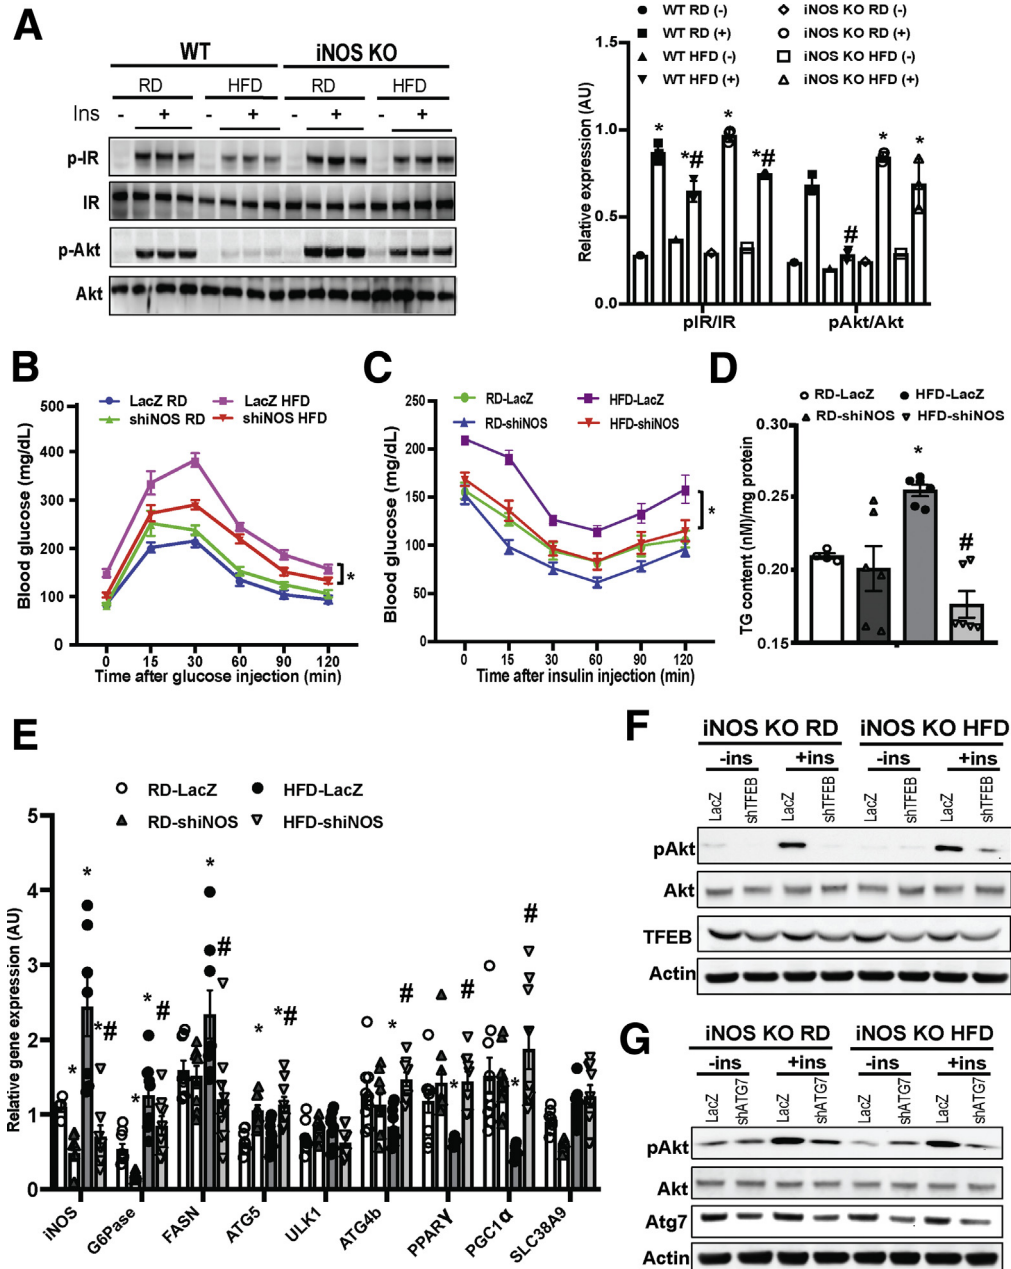 A
WT
iNOS KO
RD
HFD
RD
HFD
Ins
-
+
-
+
-
+
-
+
p-IR
IR
p-Akt
Akt
WT RD (-)
iNOS KO RD (-)
WT RD (+)
iNOS KO RD (+)
WT HFD (-)
iNOS KO HFD (-)
WT HFD (+)
iNOS KO HFD (+)
Relative expression (AU)
1.5
1.0
0.5
0.0
*
*#
*
*#
#
*
*
pIR/IR
pAkt/Akt
B
LacZ RD
LacZ HFD
shiNOS RD
shiNOS HFD
Blood glucose (mg/dL)
500
400
300
200
100
0
*
0
15
30
60
90
120
Time after glucose injection (min)
C
RD-LacZ
HFD-LacZ
RD-shiNOS
HFD-shiNOS
Blood glucose (mg/dL)
250
200
150
100
50
0
*
0
15
30
60
90
120
Time after insulin injection (min)
D
RD-LacZ
HFD-LacZ
RD-shiNOS
HFD-shiNOS
TG content (nM)/mg protein
0.30
0.25
0.20
0.15
*
#
E
RD-LacZ
HFD-LacZ
RD-shiNOS
HFD-shiNOS
Relative gene expression (AU)
5
4
3
2
1
0
*
*
*#
*
*
#
*
#
*
*#
*
#
*
#
*
#
iNOS
G6Pase
FASN
ATG5
ULK1
ATG4b
PPARγ
PGC1α
SLC38A9
F
iNOS KO RD
iNOS KO HFD
-ins
+ins
-ins
+ins
LacZ
shTFEB
LacZ
shTFEB
LacZ
shTFEB
LacZ
shTFEB
pAkt
Akt
TFEB
Actin
G
iNOS KO RD
iNOS KO HFD
-ins
+ins
-ins
+ins
LacZ
shATG7
LacZ
shATG7
LacZ
shATG7
LacZ
shATG7
pAkt
Akt
Atg7
Actin